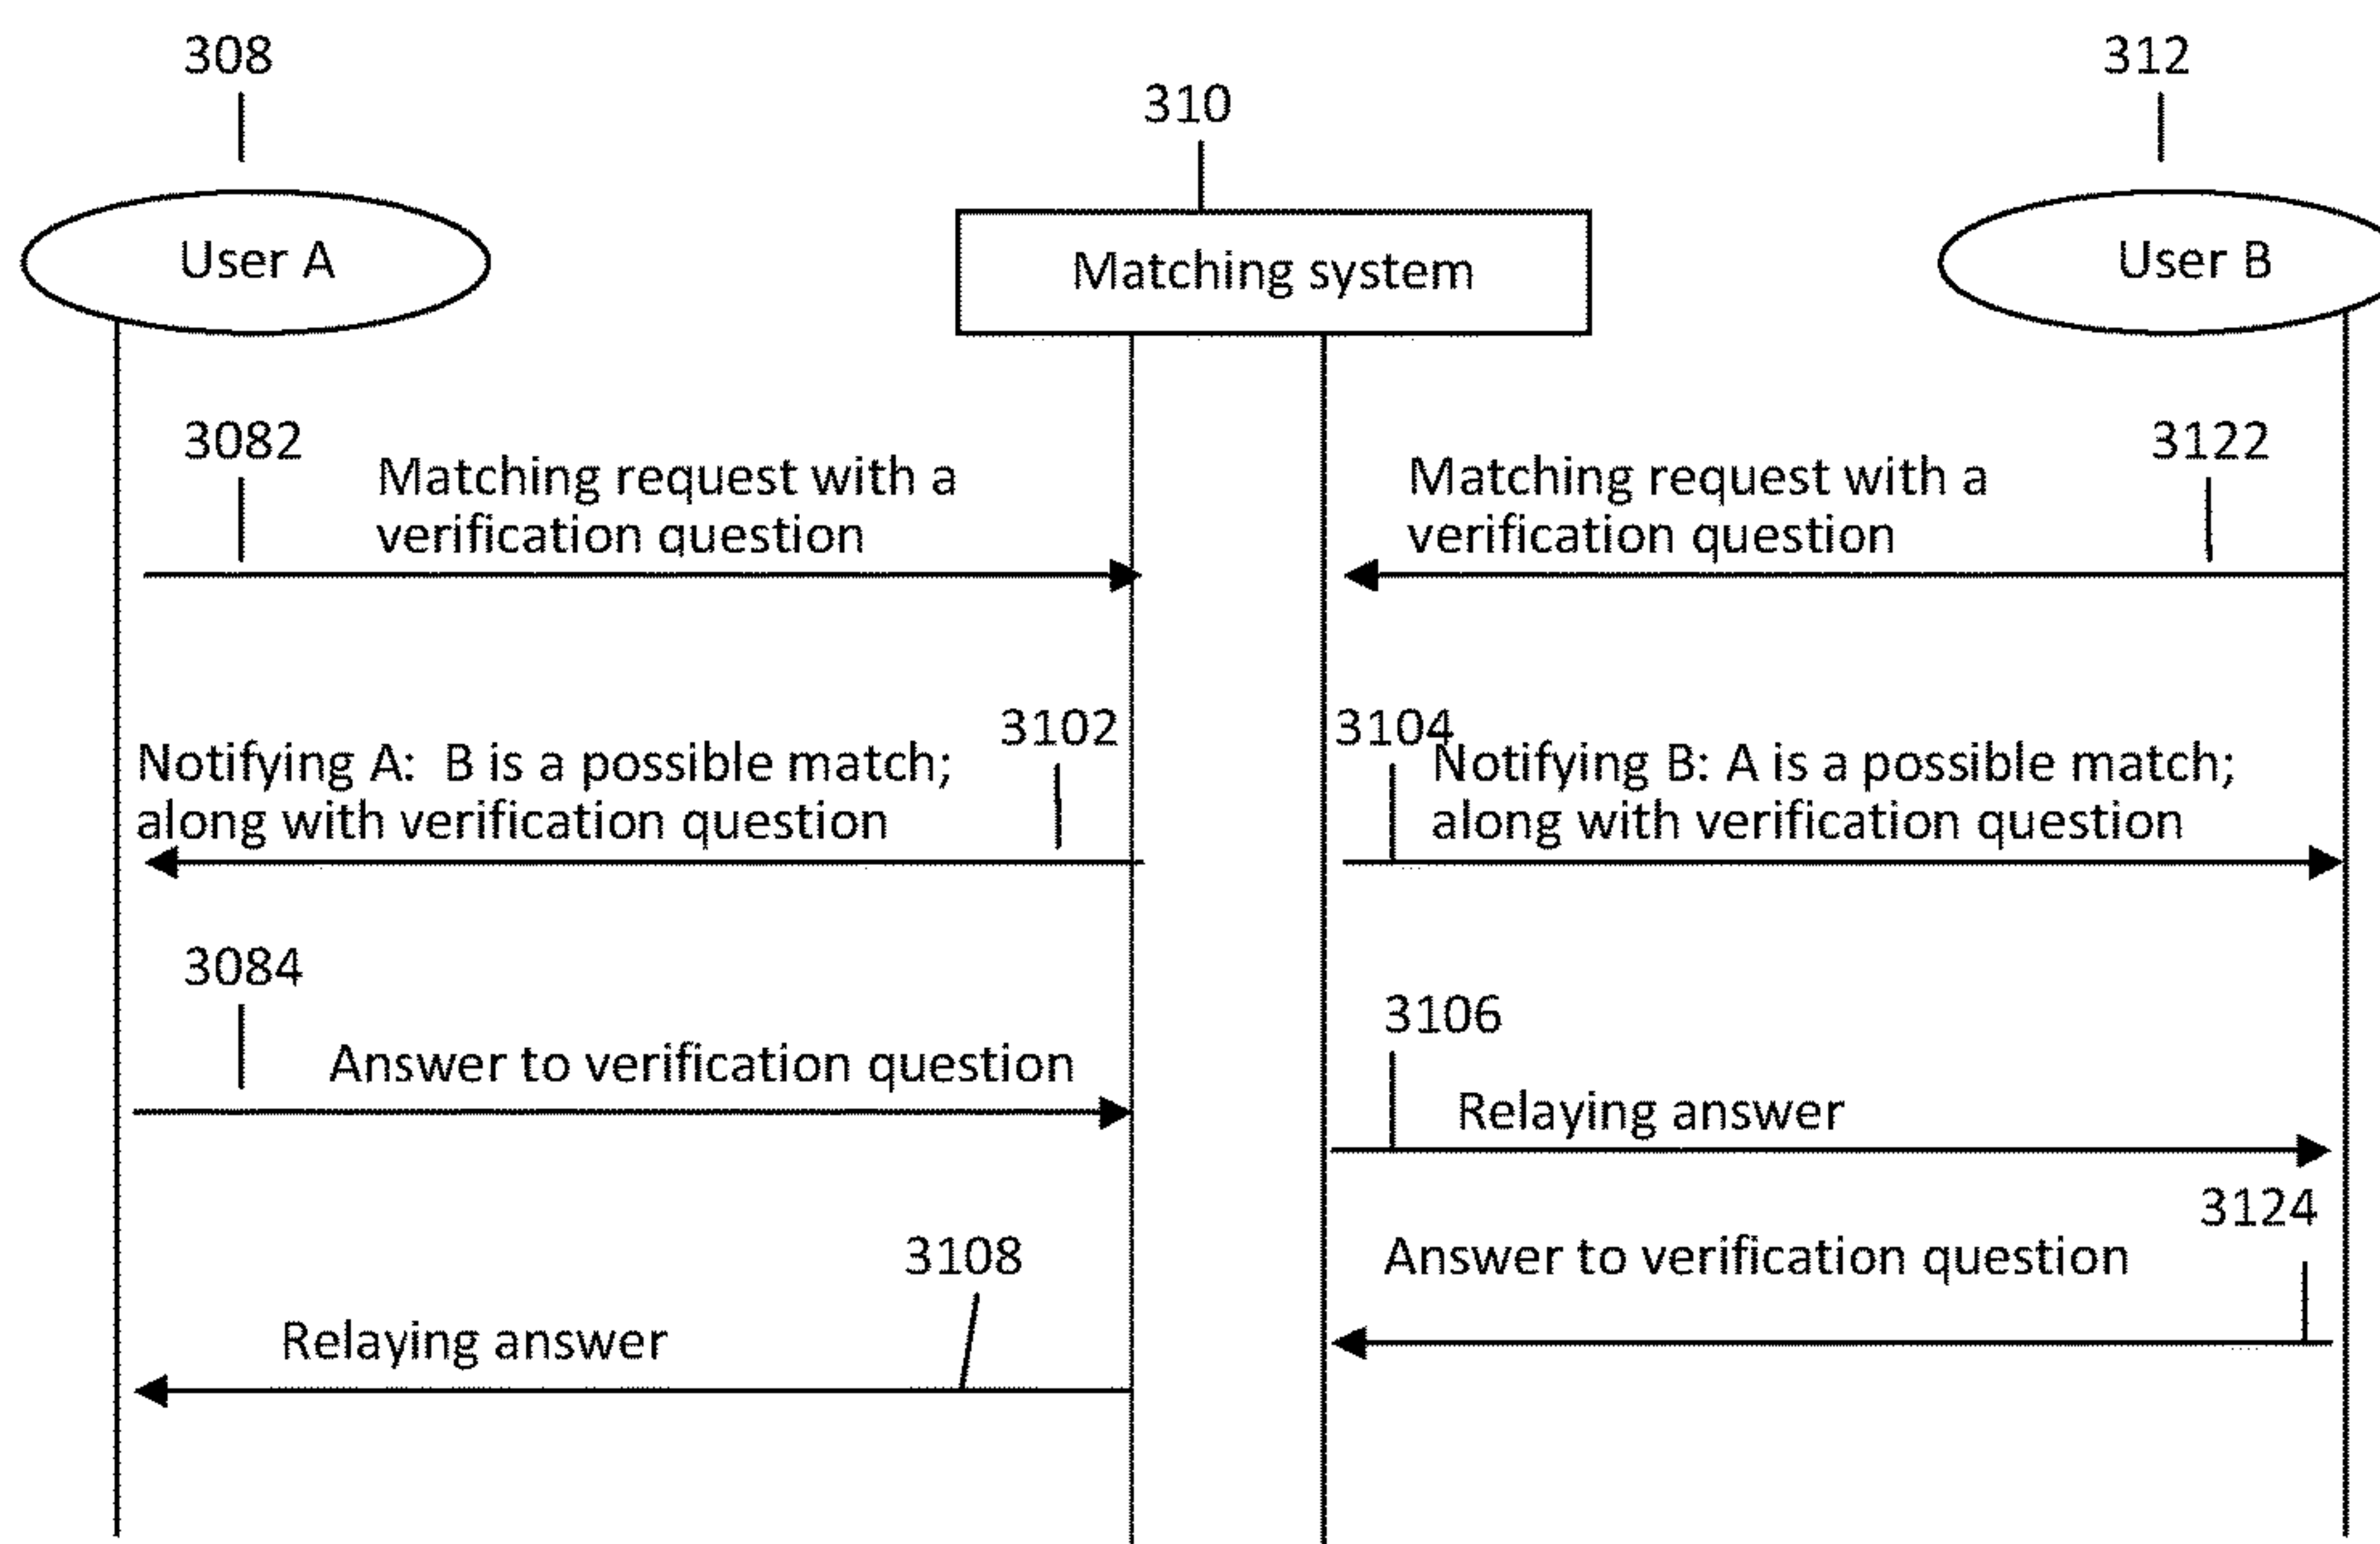 308
312
310
User A
Matching system
User B
3082
3122
Matching request with a
verification question
Matching request with a
verification question
3102
3104
Notifying A: B is a possible match;
along with verification question
Notifying B: A is a possible match;
along with verification question
3084
3106
Answer to verification question
Relaying answer
3124
3108
Answer to verification question
Relaying answer